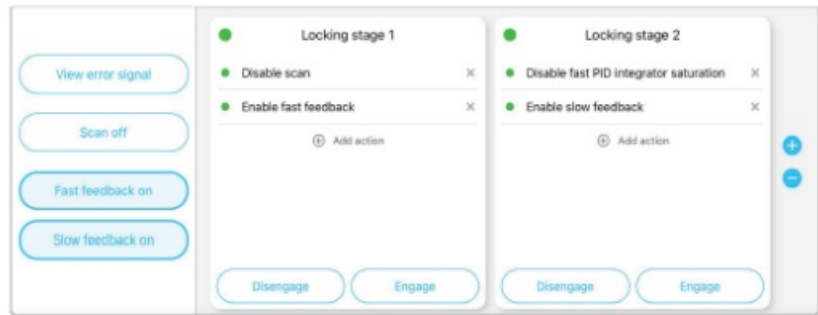 View error signal
Scan off
Fast feedback on
Slow feedback on
Locking stage 1
Disable scan
Enable fast feedback
Add action
Disengage
Engage
Locking stage 2
Disable fast PID integrator saturation
Enable slow feedback
Add action
Disengage
Engage